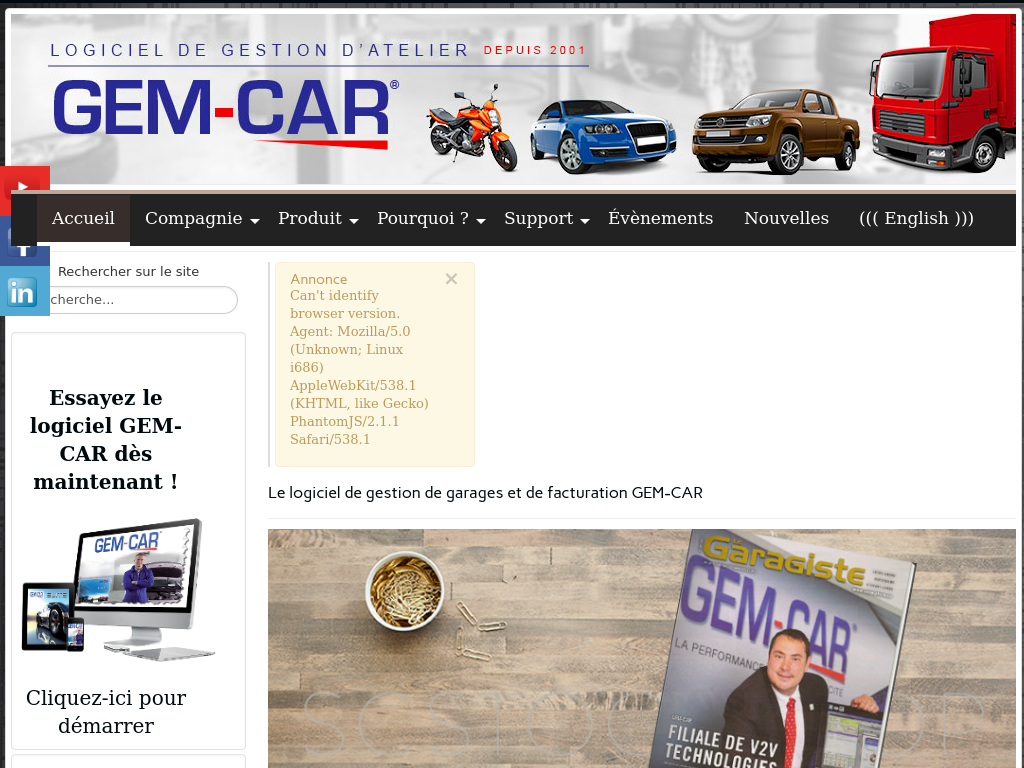 LOGICIEL DE GESTION D'ATELIER DEPUIS 2001
GEM-CAR®
Accueil Compagnie Produit Pourquoi ? Support Évènements Nouvelles ((( English )))
Rechercher sur le site
cherche...
Essayez le
logiciel GEM-
CAR dès
maintenant !
GEM-CAR
Cliquez-ici pour
démarrer
Annonce ×
Can't identify
browser version.
Agent: Mozilla/5.0
(Unknown; Linux
i686)
AppleWebKit/538.1
(KHTML, like Gecko)
PhantomJS/2.1.1
Safari/538.1
Le logiciel de gestion de garages et de facturation GEM-CAR
Le
Garagiste
GEM-CAR
LA PERFORMANCE
FILIALE DE V2V
TECHNOLOGIES
in